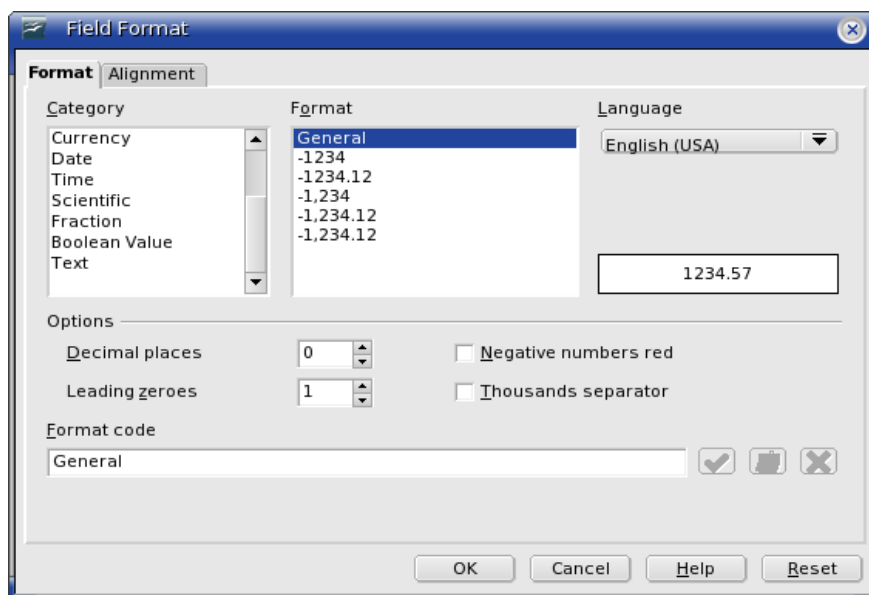 Field Format
Format Alignment
Category
Currency
Date
Time
Scientific
Fraction
Boolean Value
Text
Format
General
-1234
-1234.12
-1,234
-1,234.12
-1,234.12
Language
English (USA)
1234.57
Options
Decimal places 0 Negative numbers red
Leading zeroes 1 Thousands separator
Format code
General
OK Cancel Help Reset